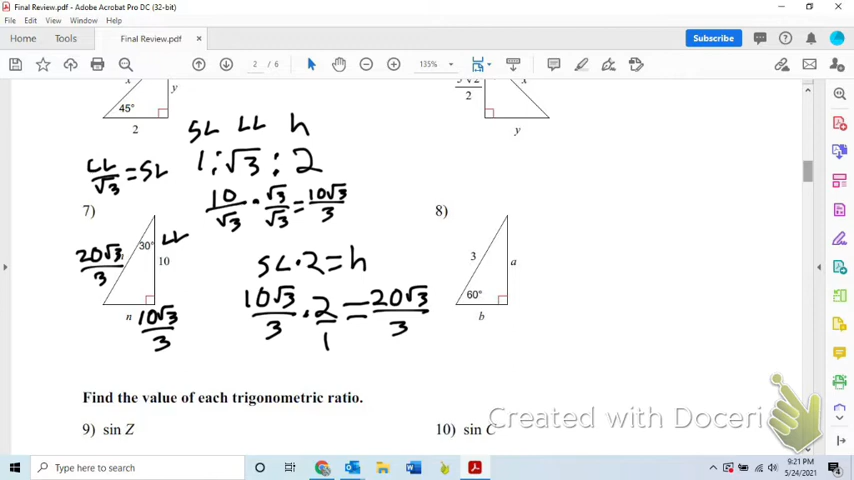 Final Review.pdf - Adobe Acrobat Pro DC (32-bit)
File Edit View Window Help
Home Tools Final Review.pdf × Subscribe
2 / 6 135%
x y 45° 2
5√2/2 x y
SL LL h
1 : √3 : 2
LL/√3 = SL
10/√3 · √3/√3 = 10√3/3
7)
30° LL
20√3/3
10
n 10√3/3
SL · 2 = h
10√3/3 · 2/1 = 20√3/3
8)
3 a
60°
b
Find the value of each trigonometric ratio.
9) sin Z
10) sin C
Created with Doceri
Type here to search
9:21 PM
5/24/2021
4